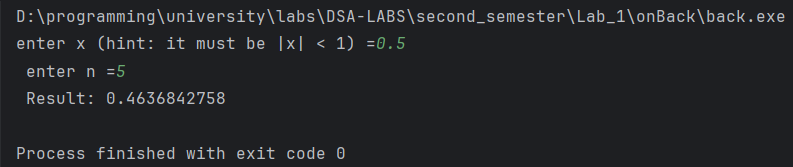 D:\programming\university\labs\DSA-LABS\second_semester\Lab_1\onBack\back.exe
enter x (hint: it must be |x| < 1) =0.5
enter n =5
Result: 0.4636842758
Process finished with exit code 0